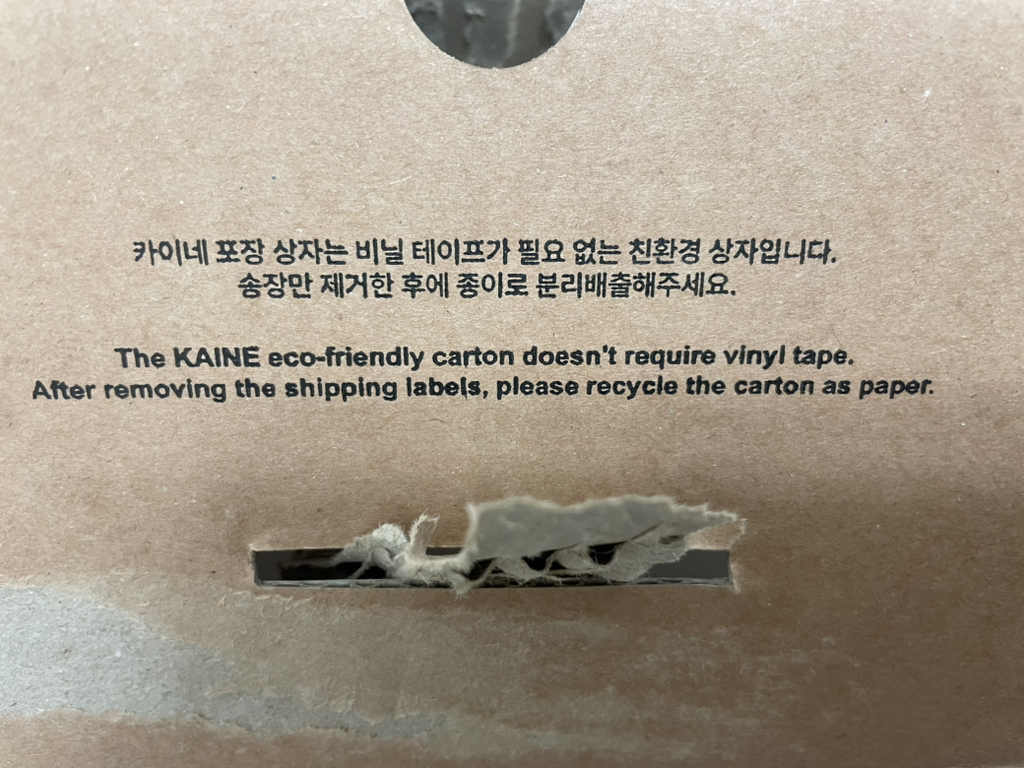 카이네 포장 상자는 비닐 테이프가 필요 없는 친환경 상자입니다.
송장만 제거한 후에 종이로 분리배출해주세요.
The KAINE eco-friendly carton doesn't require vinyl tape.
After removing the shipping labels, please recycle the carton as paper.